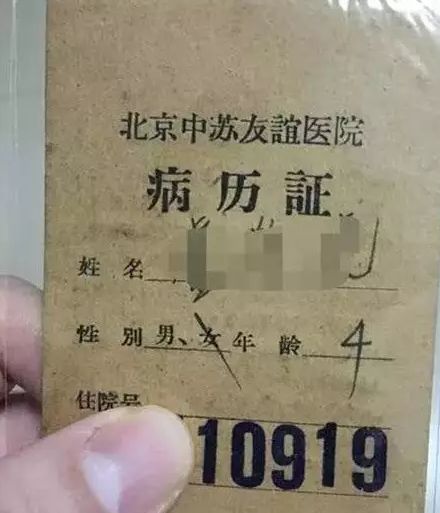 北京中苏友誼医院
病历証
姓名
性别男、女年龄 4
住院号
10919